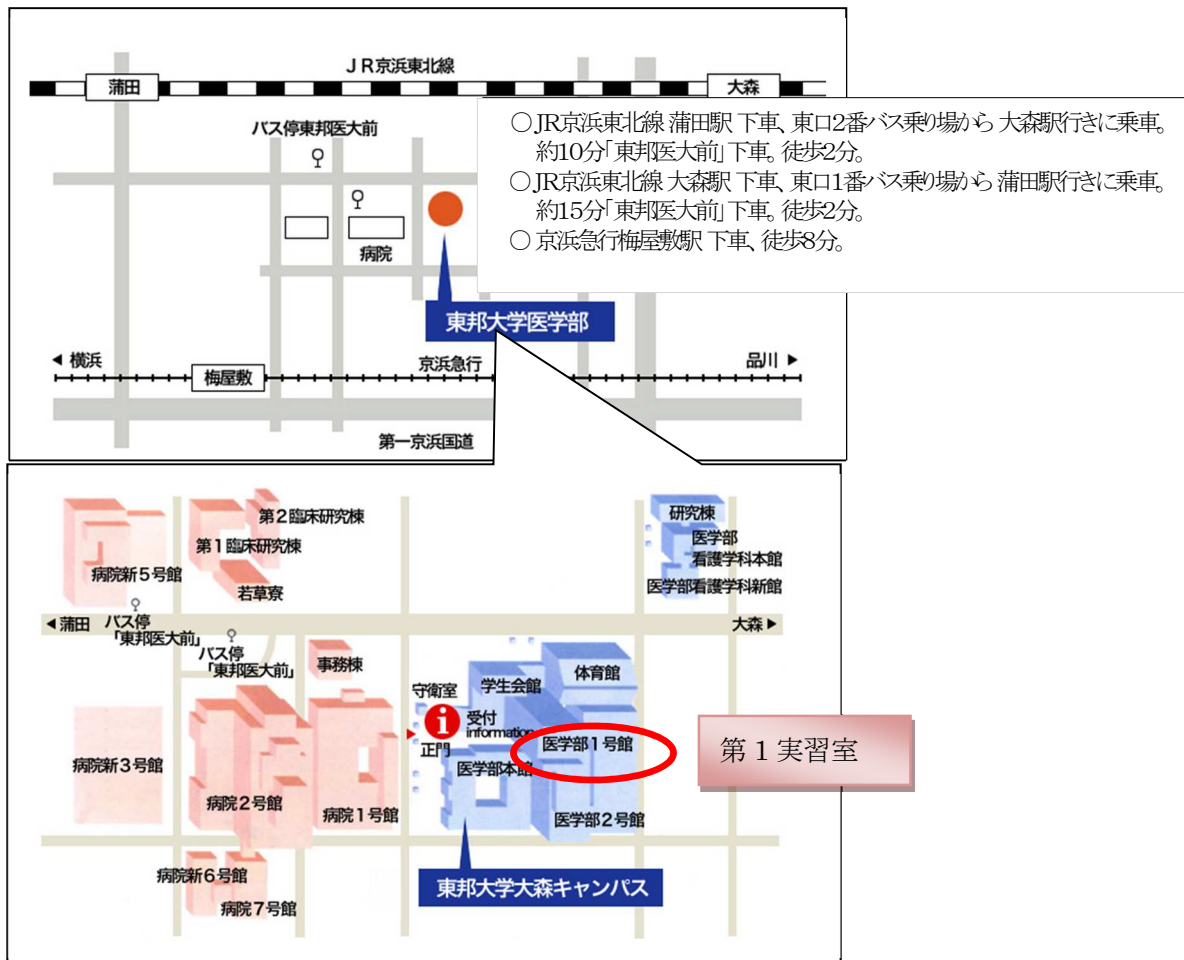 JR京浜東北線
蒲田
大森
バス停東邦医大前
○JR京浜東北線 蒲田駅 下車、東口2番バス乗り場から 大森駅行きに乗車。
約10分「東邦医大前」下車。徒歩2分。
○JR京浜東北線 大森駅 下車、東口1番バス乗り場から 蒲田駅行きに乗車。
約15分「東邦医大前」下車。徒歩2分。
○ 京浜急行梅屋敷駅 下車、徒歩8分。
病院
東邦大学医学部
◀ 横浜
京浜急行
品川 ▶
梅屋敷
第一京浜国道
第2臨床研究棟
第1臨床研究棟
病院新5号館
若草寮
研究棟
医学部
看護学科本館
医学部看護学科新館
◀蒲田
バス停
「東邦医大前」
大森▶
バス停
「東邦医大前」
事務棟
守衛室
学生会館
体育館
i
受付
information
正門
医学部1号館
第1実習室
病院新3号館
医学部本館
病院2号館
病院1号館
医学部2号館
病院新6号館
病院7号館
東邦大学大森キャンパス